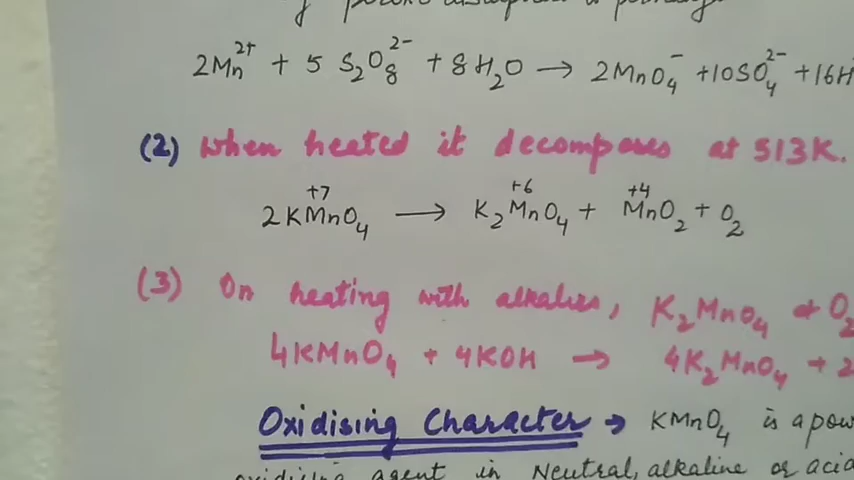 2Mn²⁺ + 5 S₂O₈²⁻ + 8H₂O → 2MnO₄⁻ + 10SO₄²⁻ + 16H
(2) When heated it decomposes at 513K.
+7 +6 +4
2KMnO₄ → K₂MnO₄ + MnO₂ + O₂
(3) On heating with alkalies, K₂MnO₄ & O₂
4KMnO₄ + 4KOH → 4K₂MnO₄ + 2
Oxidising Character → KMnO₄ is a pow
oxidising agent in Neutral, alkaline or acid